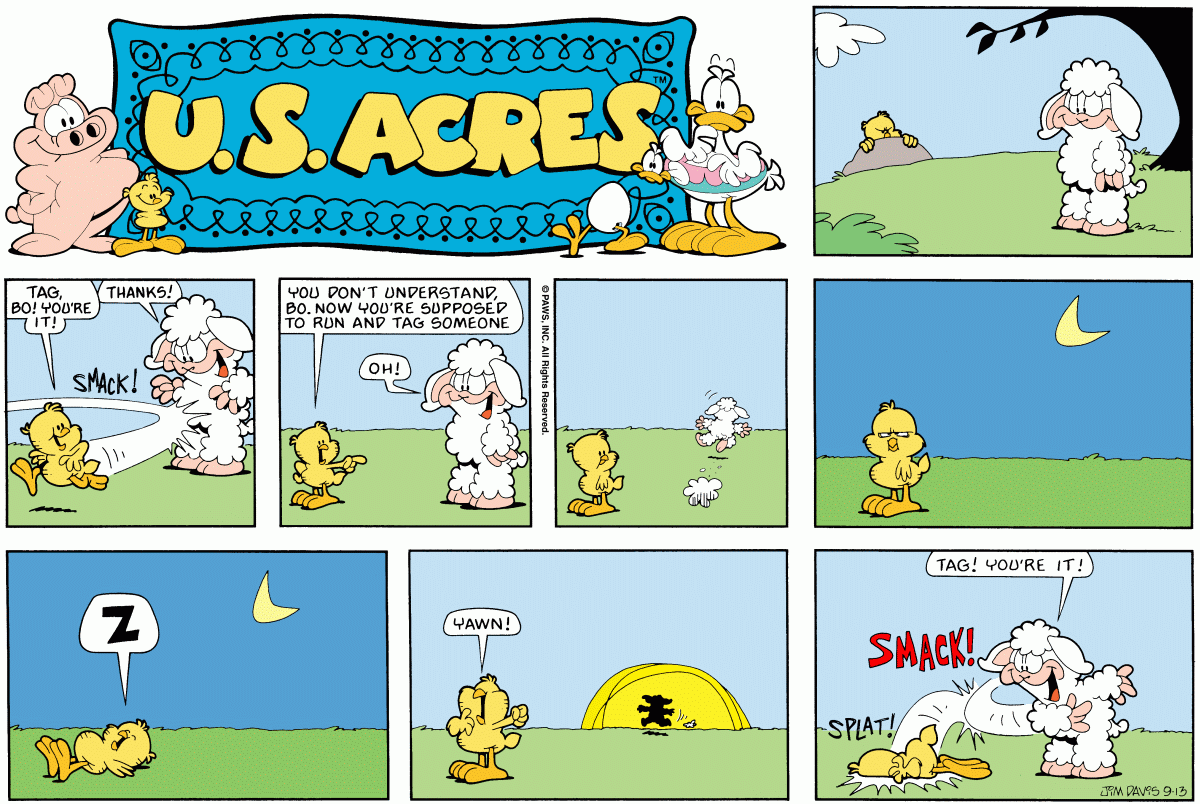 U.S. ACRES
TM
TAG,
BO! YOU'RE
IT!
THANKS!
SMACK!
YOU DON'T UNDERSTAND,
BO. NOW YOU'RE SUPPOSED
TO RUN AND TAG SOMEONE
OH!
© PAWS, INC. All Rights Reserved.
Z
YAWN!
TAG! YOU'RE IT!
SMACK!
SPLAT!
JIM DAVIS 9-13